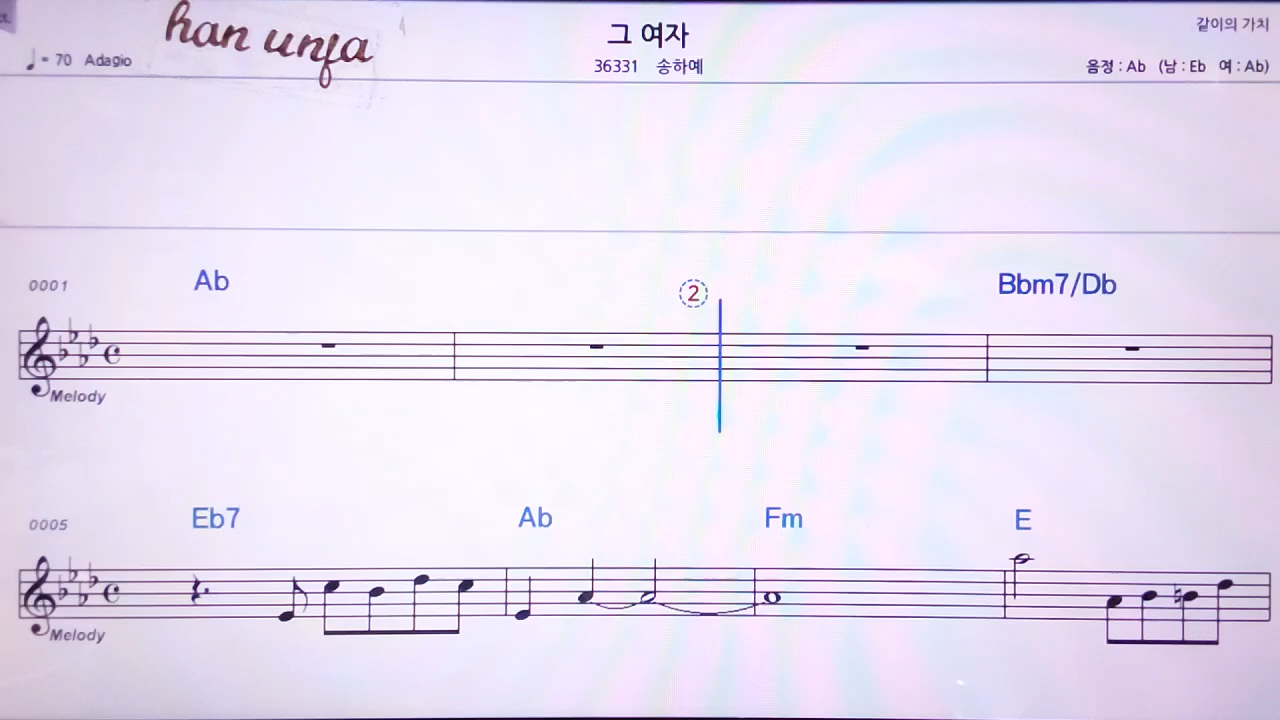 han unja
그 여자
같이의 가치
♩= 70 Adagio
36331 송하예
음정 : Ab (남 : Eb 여 : Ab)
0001
Ab
2
Bbm7/Db
Melody
0005
Eb7
Ab
Fm
E
Melody